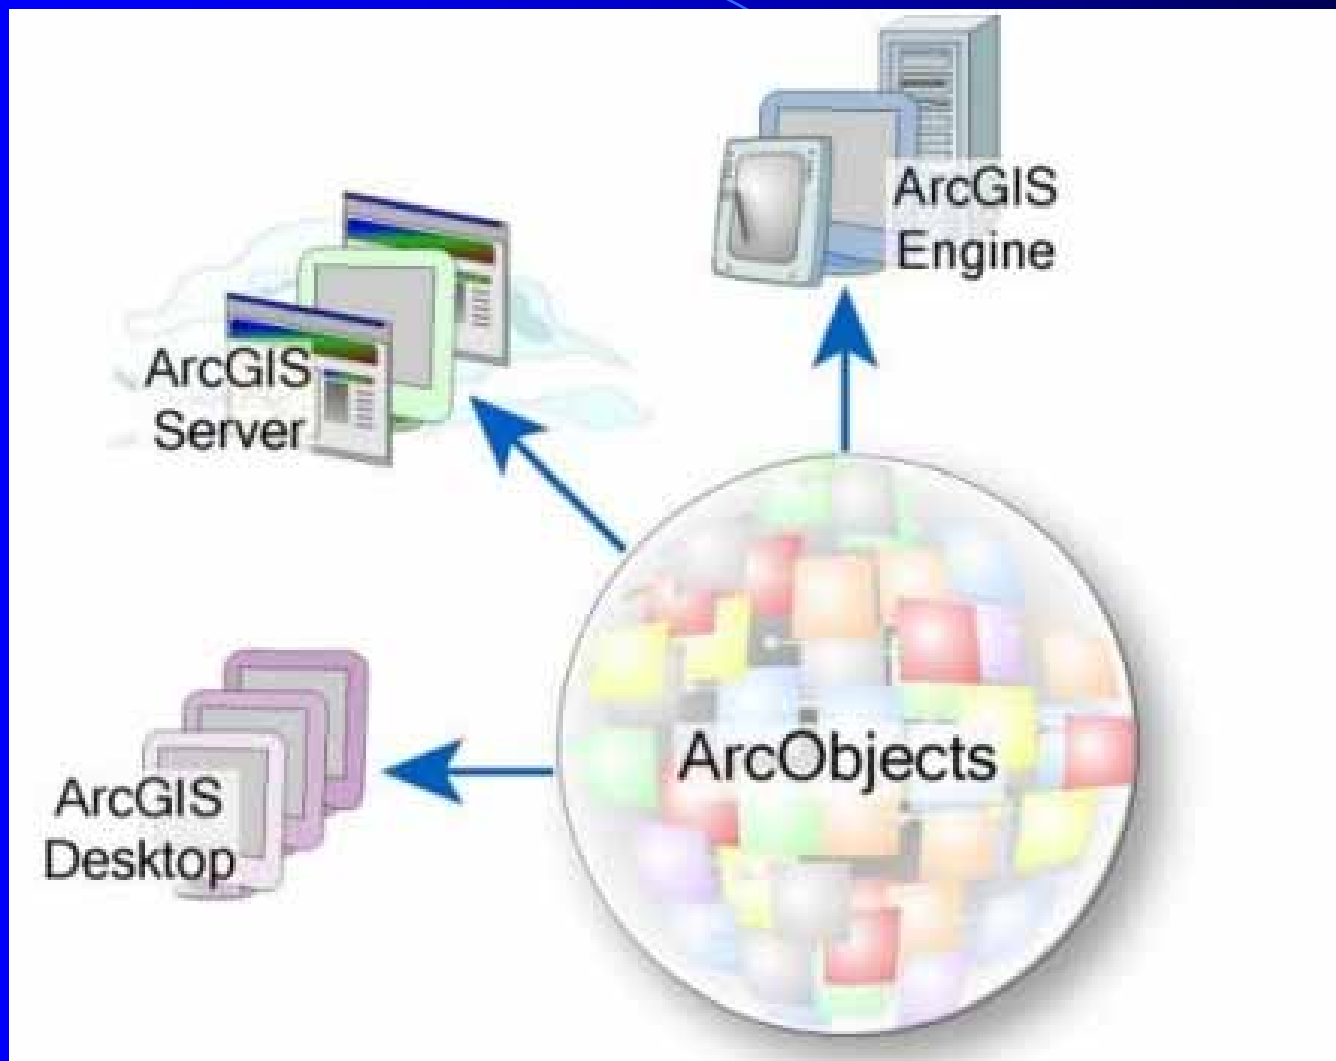 ArcGIS
Engine
ArcGIS
Server
ArcObjects
ArcGIS
Desktop